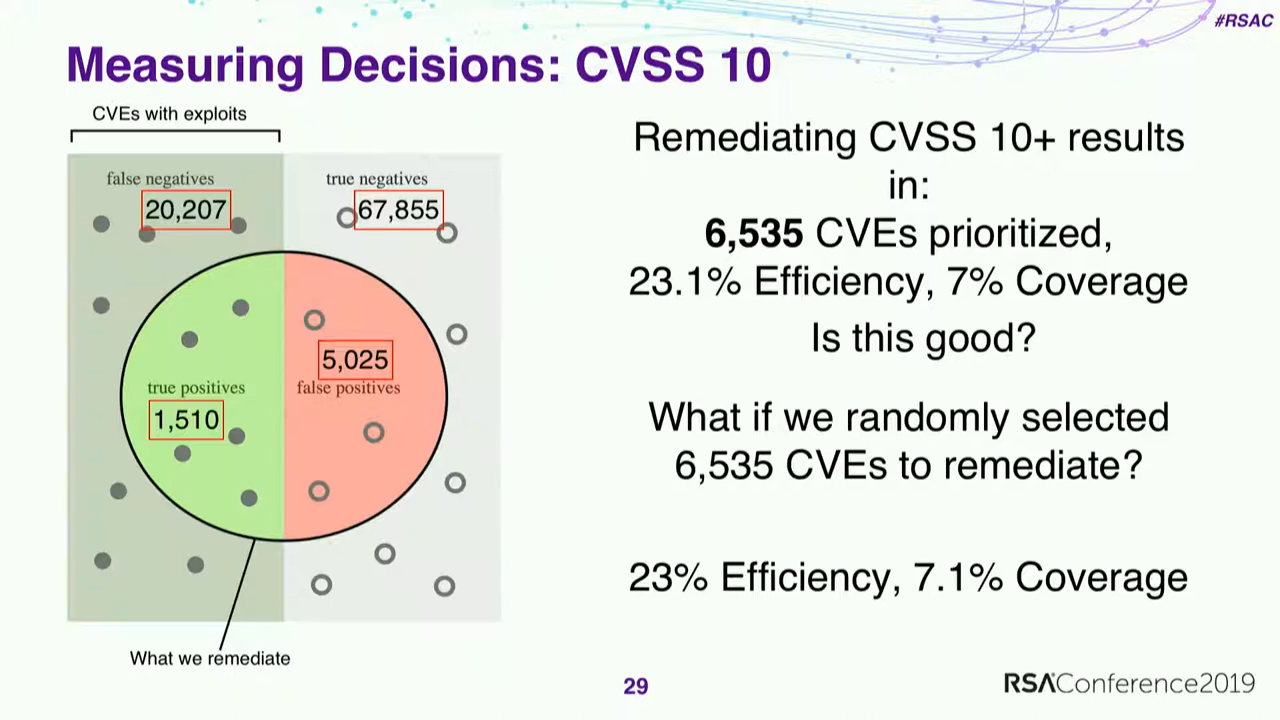 #RSAC
Measuring Decisions: CVSS 10
CVEs with exploits
false negatives
20,207
true negatives
67,855
5,025
false positives
true positives
1,510
What we remediate
Remediating CVSS 10+ results
in:
6,535 CVEs prioritized,
23.1% Efficiency, 7% Coverage
Is this good?
What if we randomly selected
6,535 CVEs to remediate?
23% Efficiency, 7.1% Coverage
29
RSAConference2019